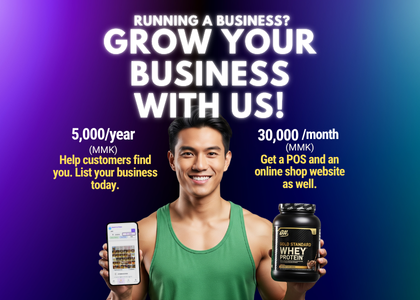 RUNNING A BUSINESS?
GROW YOUR
BUSINESS
WITH US!
5,000/year
(MMK)
Help customers find
you. List your business
today.
30,000 /month
(MMK)
Get a POS and an
online shop website
as well.
GOLD STANDARD
WHEY
PROTEIN